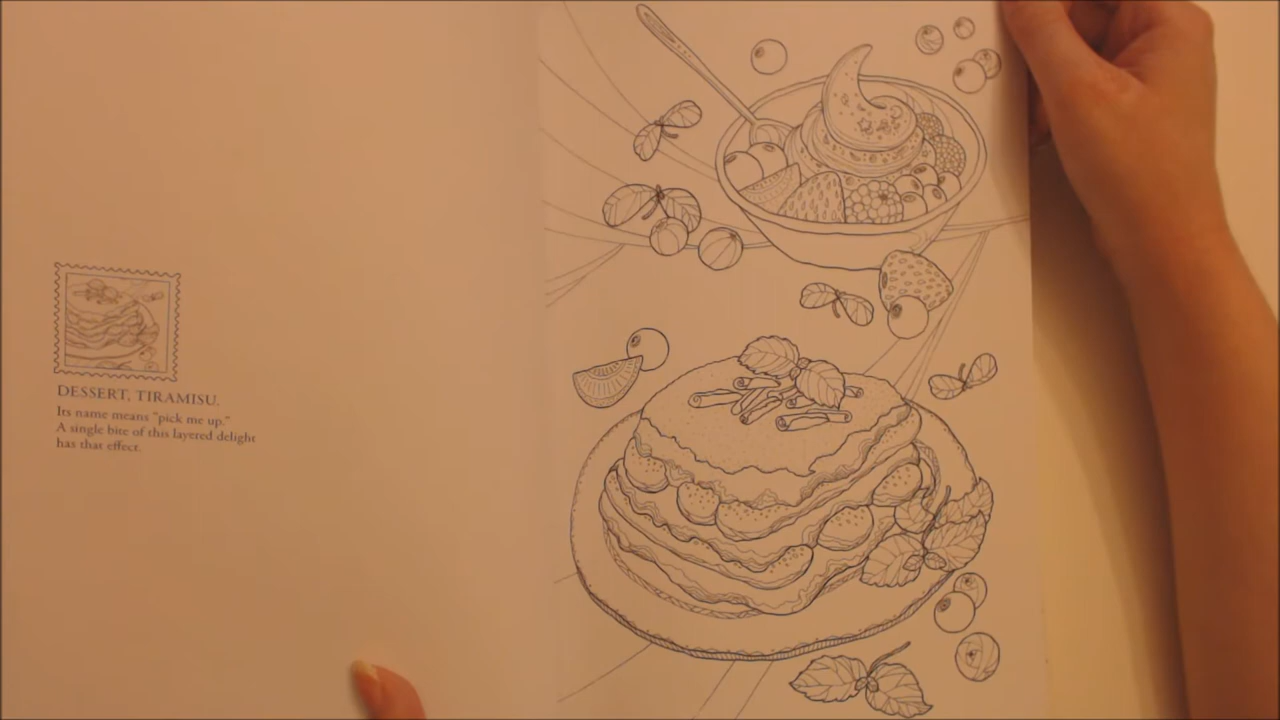 DESSERT, TIRAMISU.
Its name means "pick me up."
A single bite of this layered delight
has that effect.